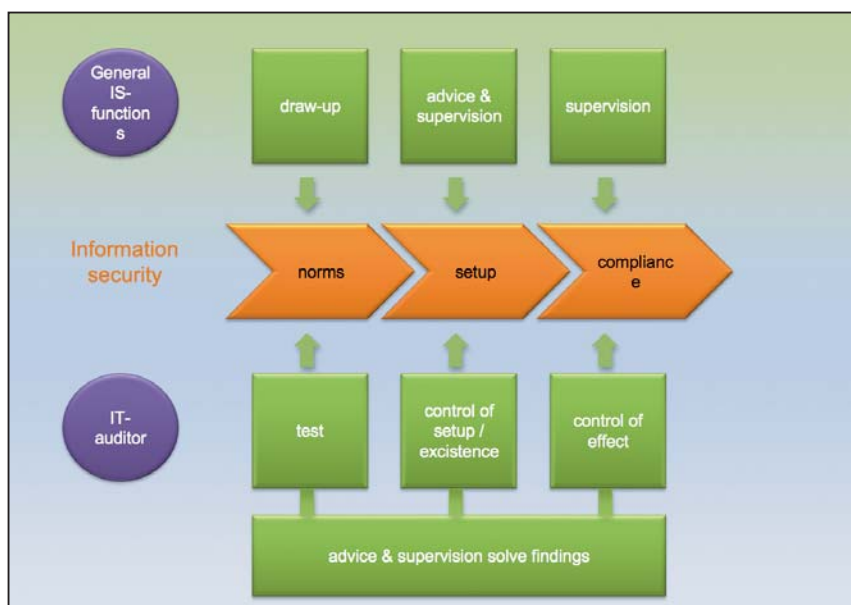 General
IS-
function
s
draw-up
advice &
supervision
supervision
Information
security
norms
setup
complianc
e
IT-
auditor
test
control of
setup /
excistence
control of
effect
advice & supervision solve findings